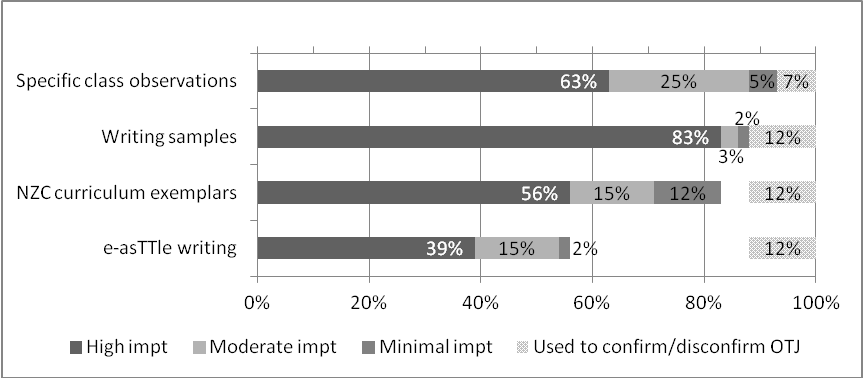 Specific class observations 63% 25% 5% 7%
2%
Writing samples 83% 12%
3%
NZC curriculum exemplars 56% 15% 12% 12%
e-asTTle writing 39% 15% 2% 12%
0% 20% 40% 60% 80% 100%
High impt Moderate impt Minimal impt Used to confirm/disconfirm OTJ